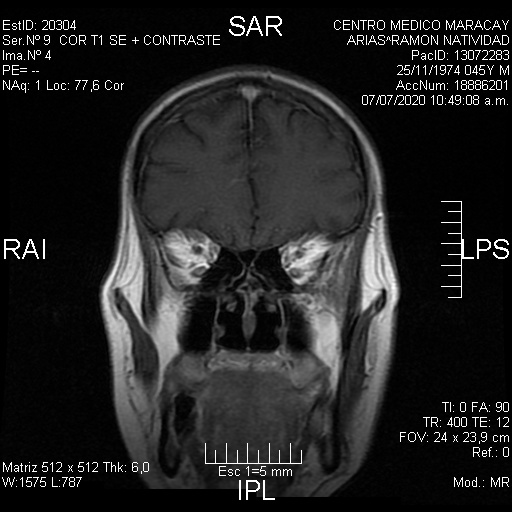 EstID: 20304
Ser.Nº 9 COR T1 SE + CONTRASTE
Ima.Nº 4
PE= --
NAq: 1 Loc: 77,6 Cor
SAR
CENTRO MEDICO MARACAY
ARIAS^RAMON NATIVIDAD
PacID: 13072283
25/11/1974 045Y M
AccNum: 18886201
07/07/2020 10:49:08 a.m.
RAI
LPS
TI: 0 FA: 90
TR: 400 TE: 12
FOV: 24 x 23,9 cm
Ref.: 0
Matriz 512 x 512 Thk: 6,0
W:1575 L:787
Esc 1=5 mm
IPL
Mod.: MR